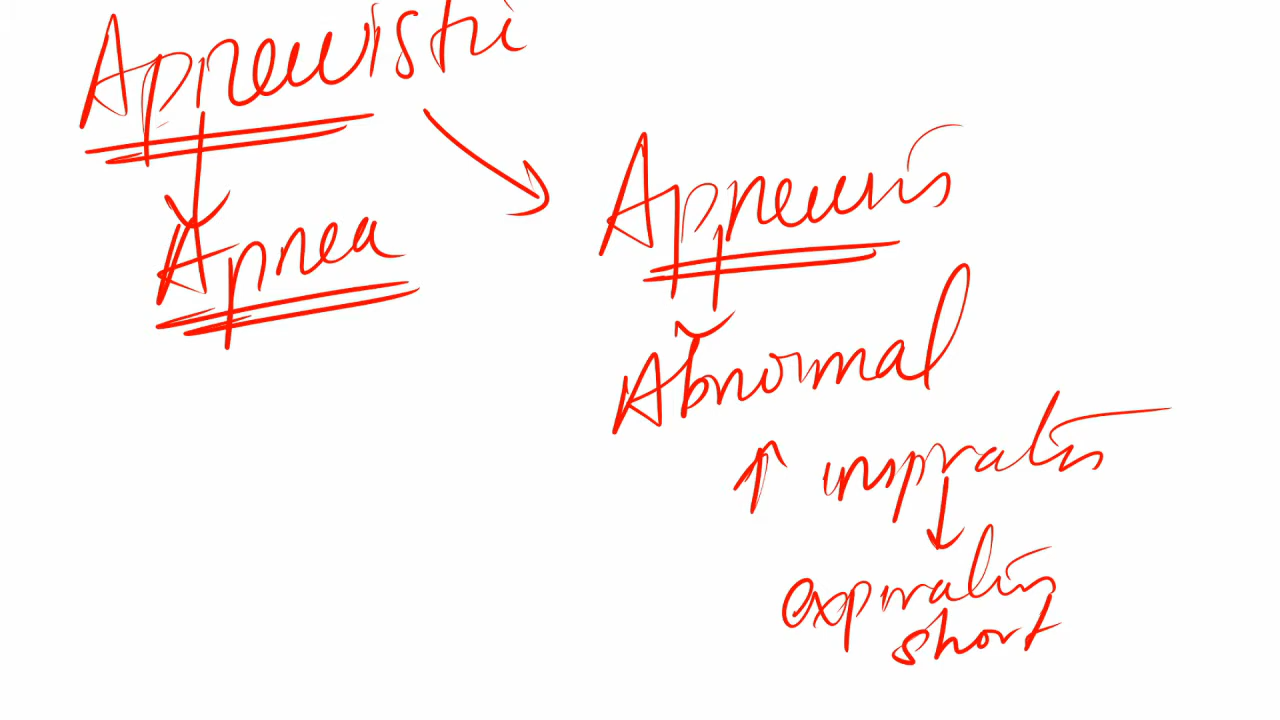 Apneustic
Apnea
Apneusis
Abnormal
↑ inspiration
expiration
short